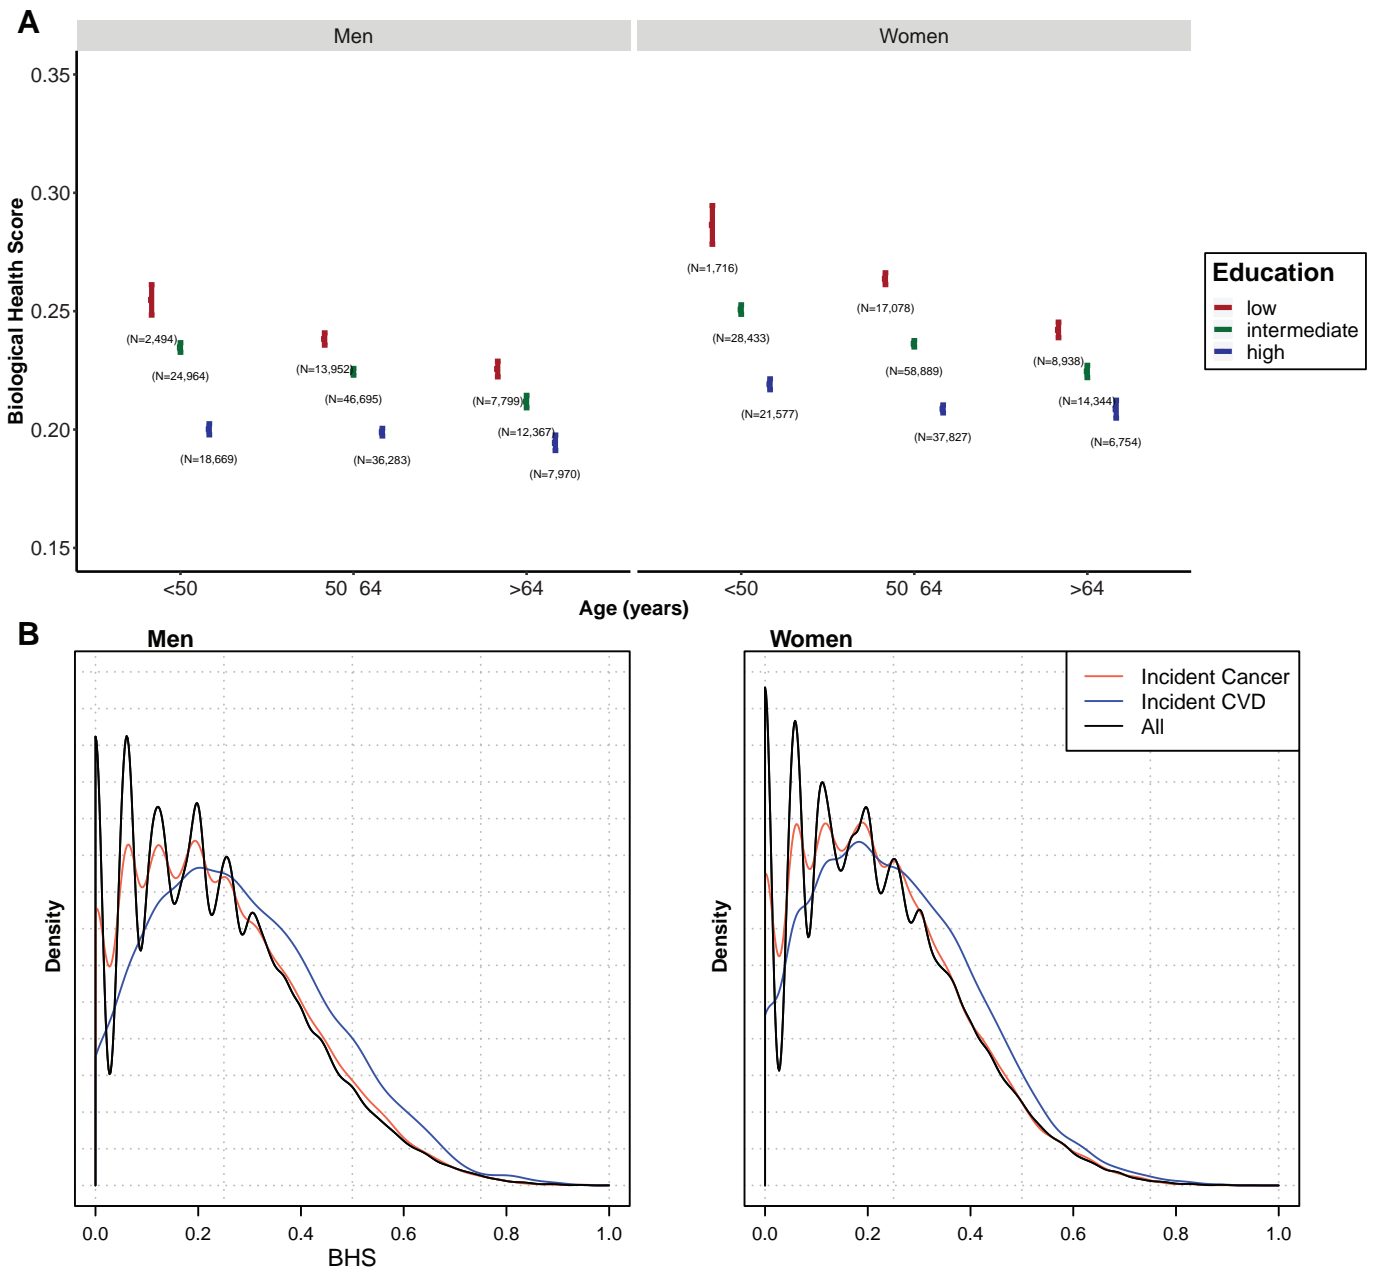 A
Men
Women
Biological Health Score
0.35
0.30
0.25
0.20
0.15
(N=2,494)
(N=24,964)
(N=18,669)
(N=13,952)
(N=46,695)
(N=36,283)
(N=7,799)
(N=12,367)
(N=7,970)
(N=1,716)
(N=28,433)
(N=21,577)
(N=17,078)
(N=58,889)
(N=37,827)
(N=8,938)
(N=14,344)
(N=6,754)
Education
low
intermediate
high
<50
50 64
>64
<50
50 64
>64
Age (years)
B
Men
Density
0.0
0.2
0.4
0.6
0.8
1.0
BHS
Women
Incident Cancer
Incident CVD
All
Density
0.0
0.2
0.4
0.6
0.8
1.0